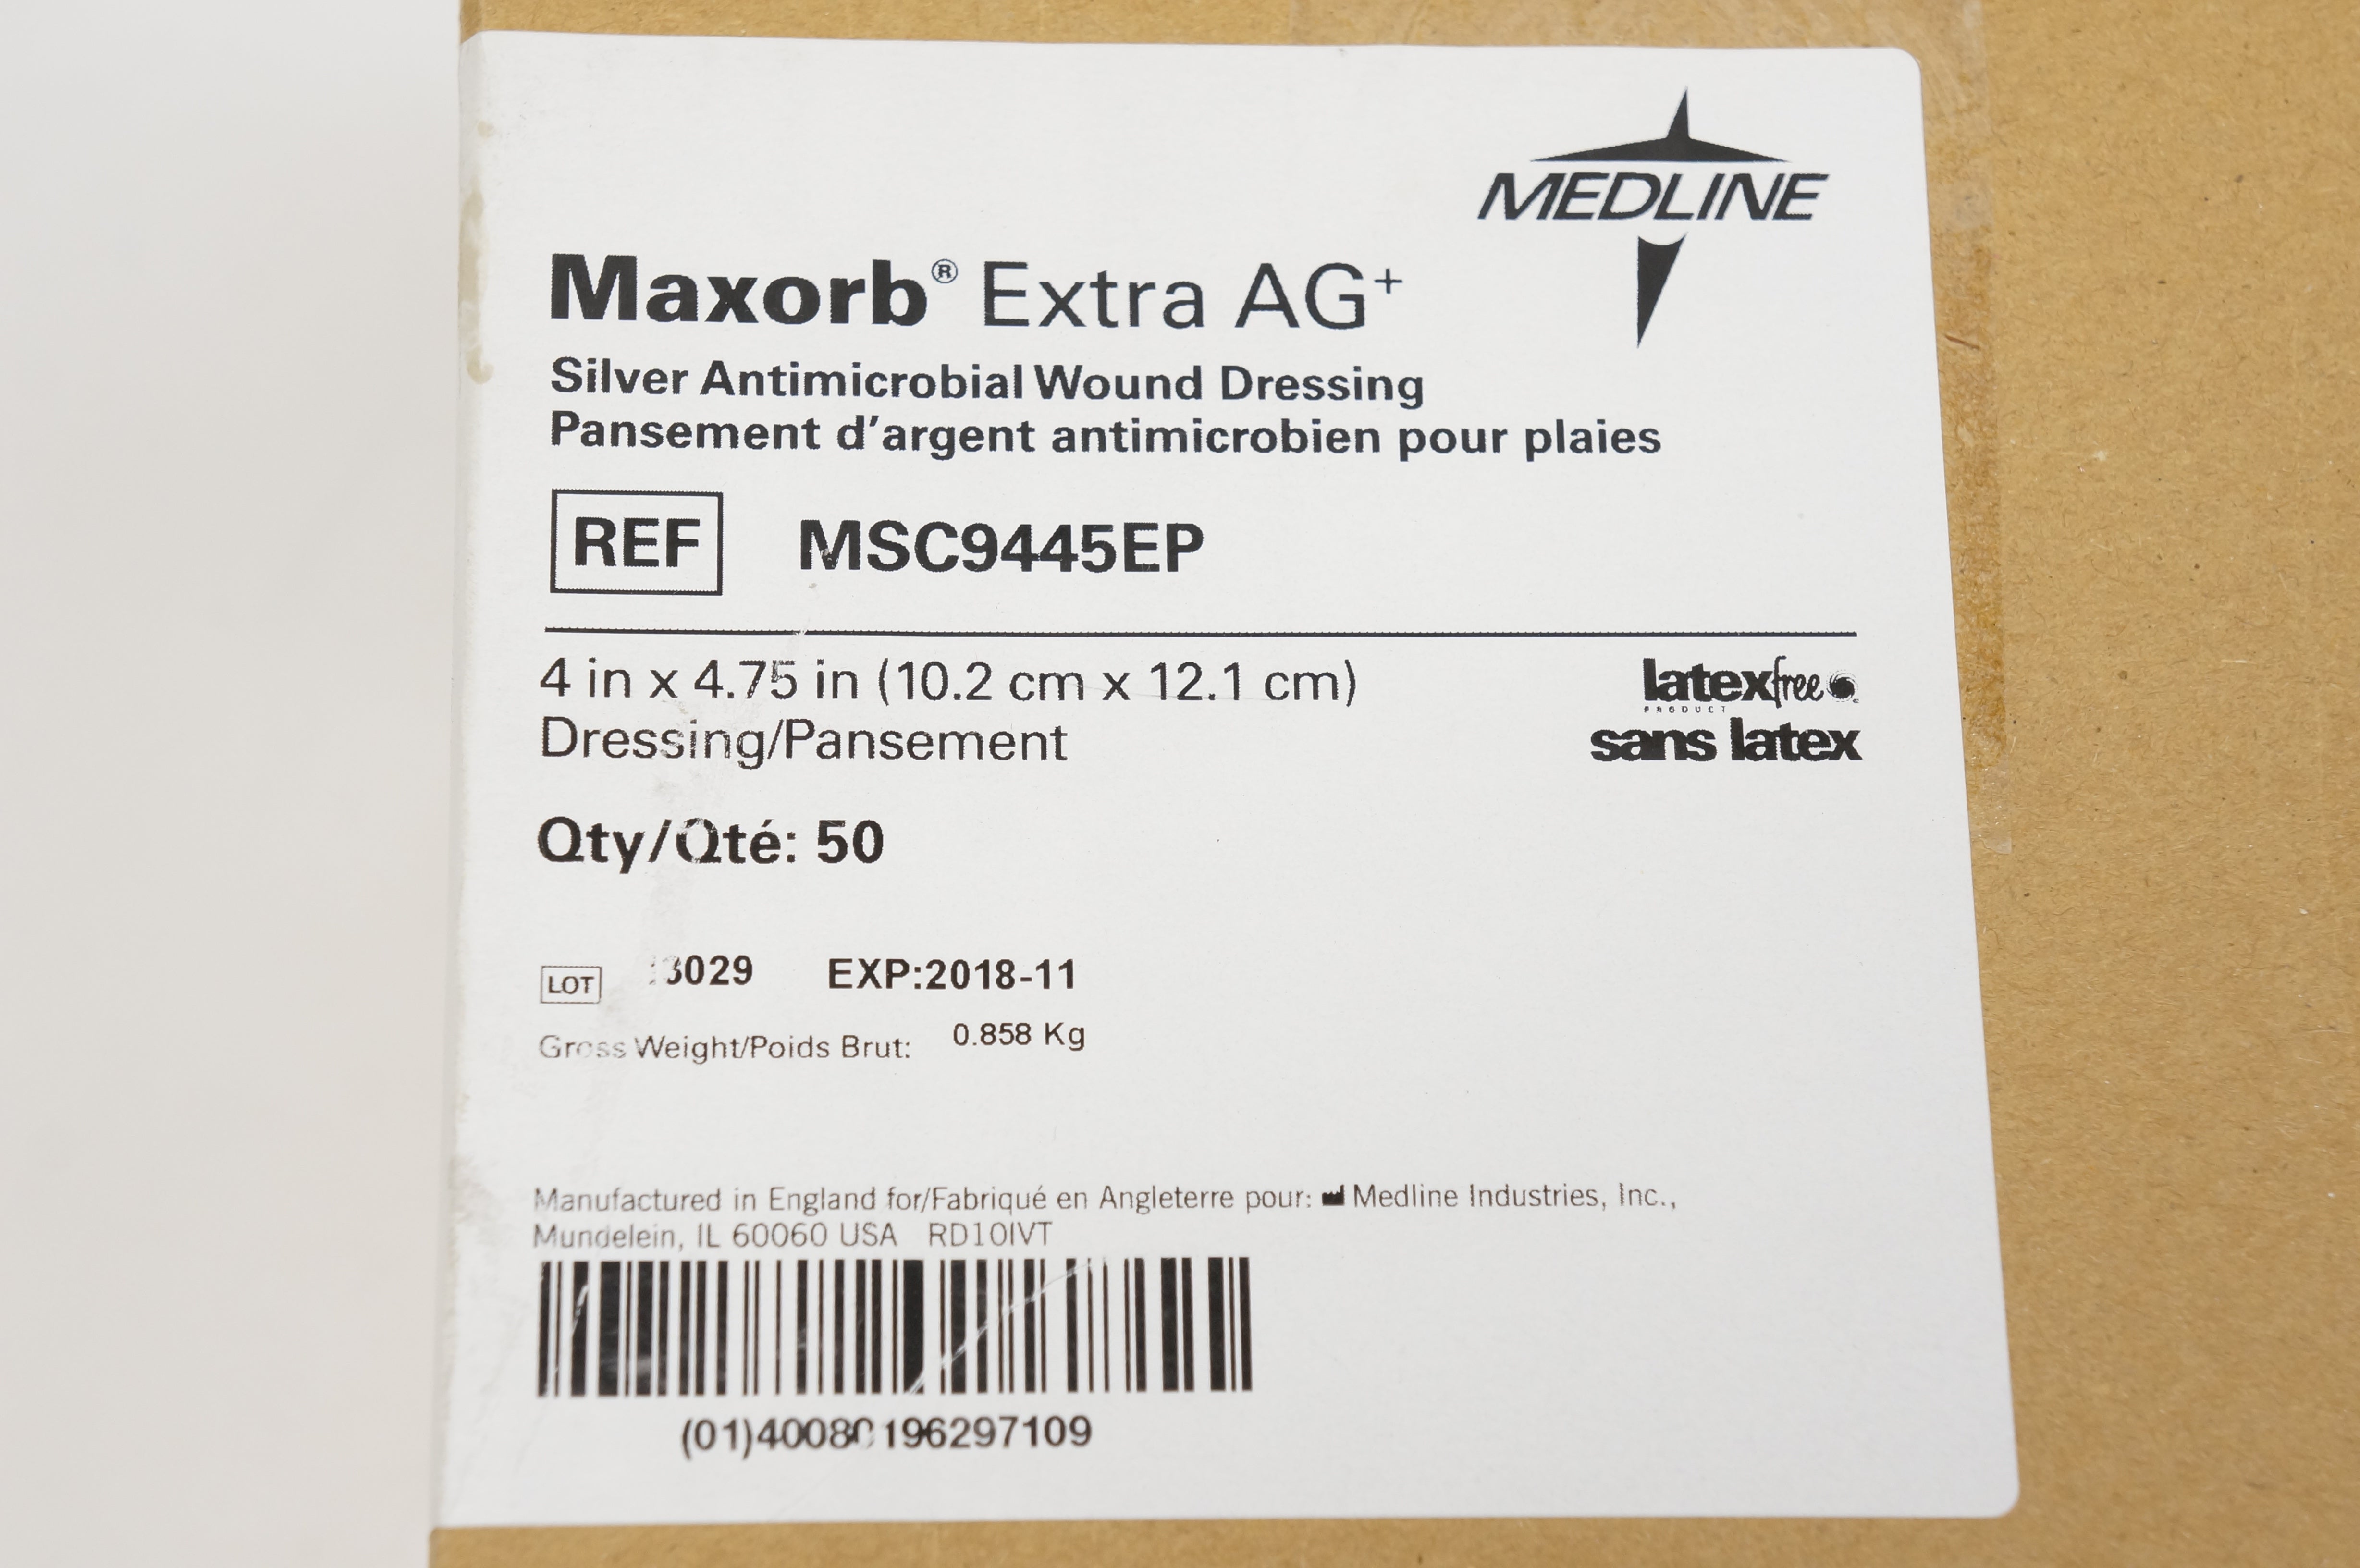 MEDLINE
Maxorb® Extra AG+
Silver Antimicrobial Wound Dressing
Pansement d'argent antimicrobien pour plaies
REF MSC9445EP
4 in x 4.75 in (10.2 cm x 12.1 cm)
Dressing/Pansement
latexfree
PRODUCT
sans latex
Qty/Qté: 50
LOT EXP:2018-11
Gross Weight/Poids Brut: 0.858 Kg
Manufactured in England for/Fabriqué en Angleterre pour: Medline Industries, Inc.,
Mundelein, IL 60060 USA RD10IVT
(01)40080196297109